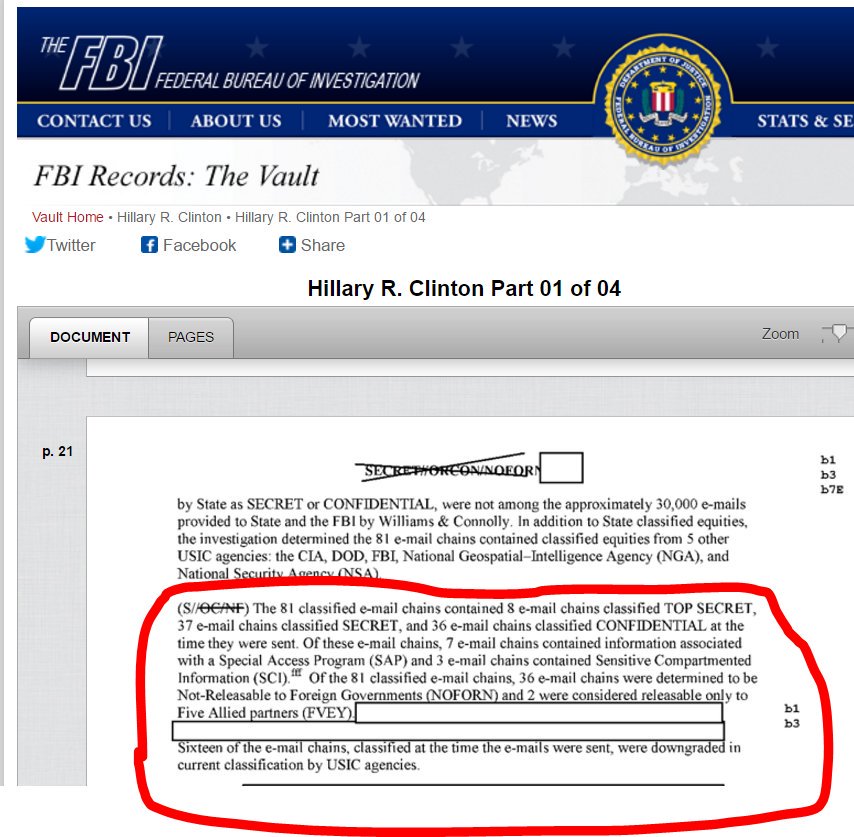 THE FBI FEDERAL BUREAU OF INVESTIGATION
DEPARTMENT OF JUSTICE
FEDERAL BUREAU OF INVESTIGATION
CONTACT US ABOUT US MOST WANTED NEWS STATS & SE
FBI Records: The Vault
Vault Home • Hillary R. Clinton • Hillary R. Clinton Part 01 of 04
Twitter Facebook Share
Hillary R. Clinton Part 01 of 04
DOCUMENT PAGES Zoom
p. 21
SECRET//ORCON/NOFORN
b1
b3
b7E
by State as SECRET or CONFIDENTIAL, were not among the approximately 30,000 e-mails
provided to State and the FBI by Williams & Connolly. In addition to State classified equities,
the investigation determined the 81 e-mail chains contained classified equities from 5 other
USIC agencies: the CIA, DOD, FBI, National Geospatial-Intelligence Agency (NGA), and
National Security Agency (NSA).
(S//OC/NF) The 81 classified e-mail chains contained 8 e-mail chains classified TOP SECRET,
37 e-mail chains classified SECRET, and 36 e-mail chains classified CONFIDENTIAL at the
time they were sent. Of these e-mail chains, 7 e-mail chains contained information associated
with a Special Access Program (SAP) and 3 e-mail chains contained Sensitive Compartmented
Information (SCI).fff Of the 81 classified e-mail chains, 36 e-mail chains were determined to be
Not-Releasable to Foreign Governments (NOFORN) and 2 were considered releasable only to
Five Allied partners (FVEY).
b1
b3
Sixteen of the e-mail chains, classified at the time the e-mails were sent, were downgraded in
current classification by USIC agencies.